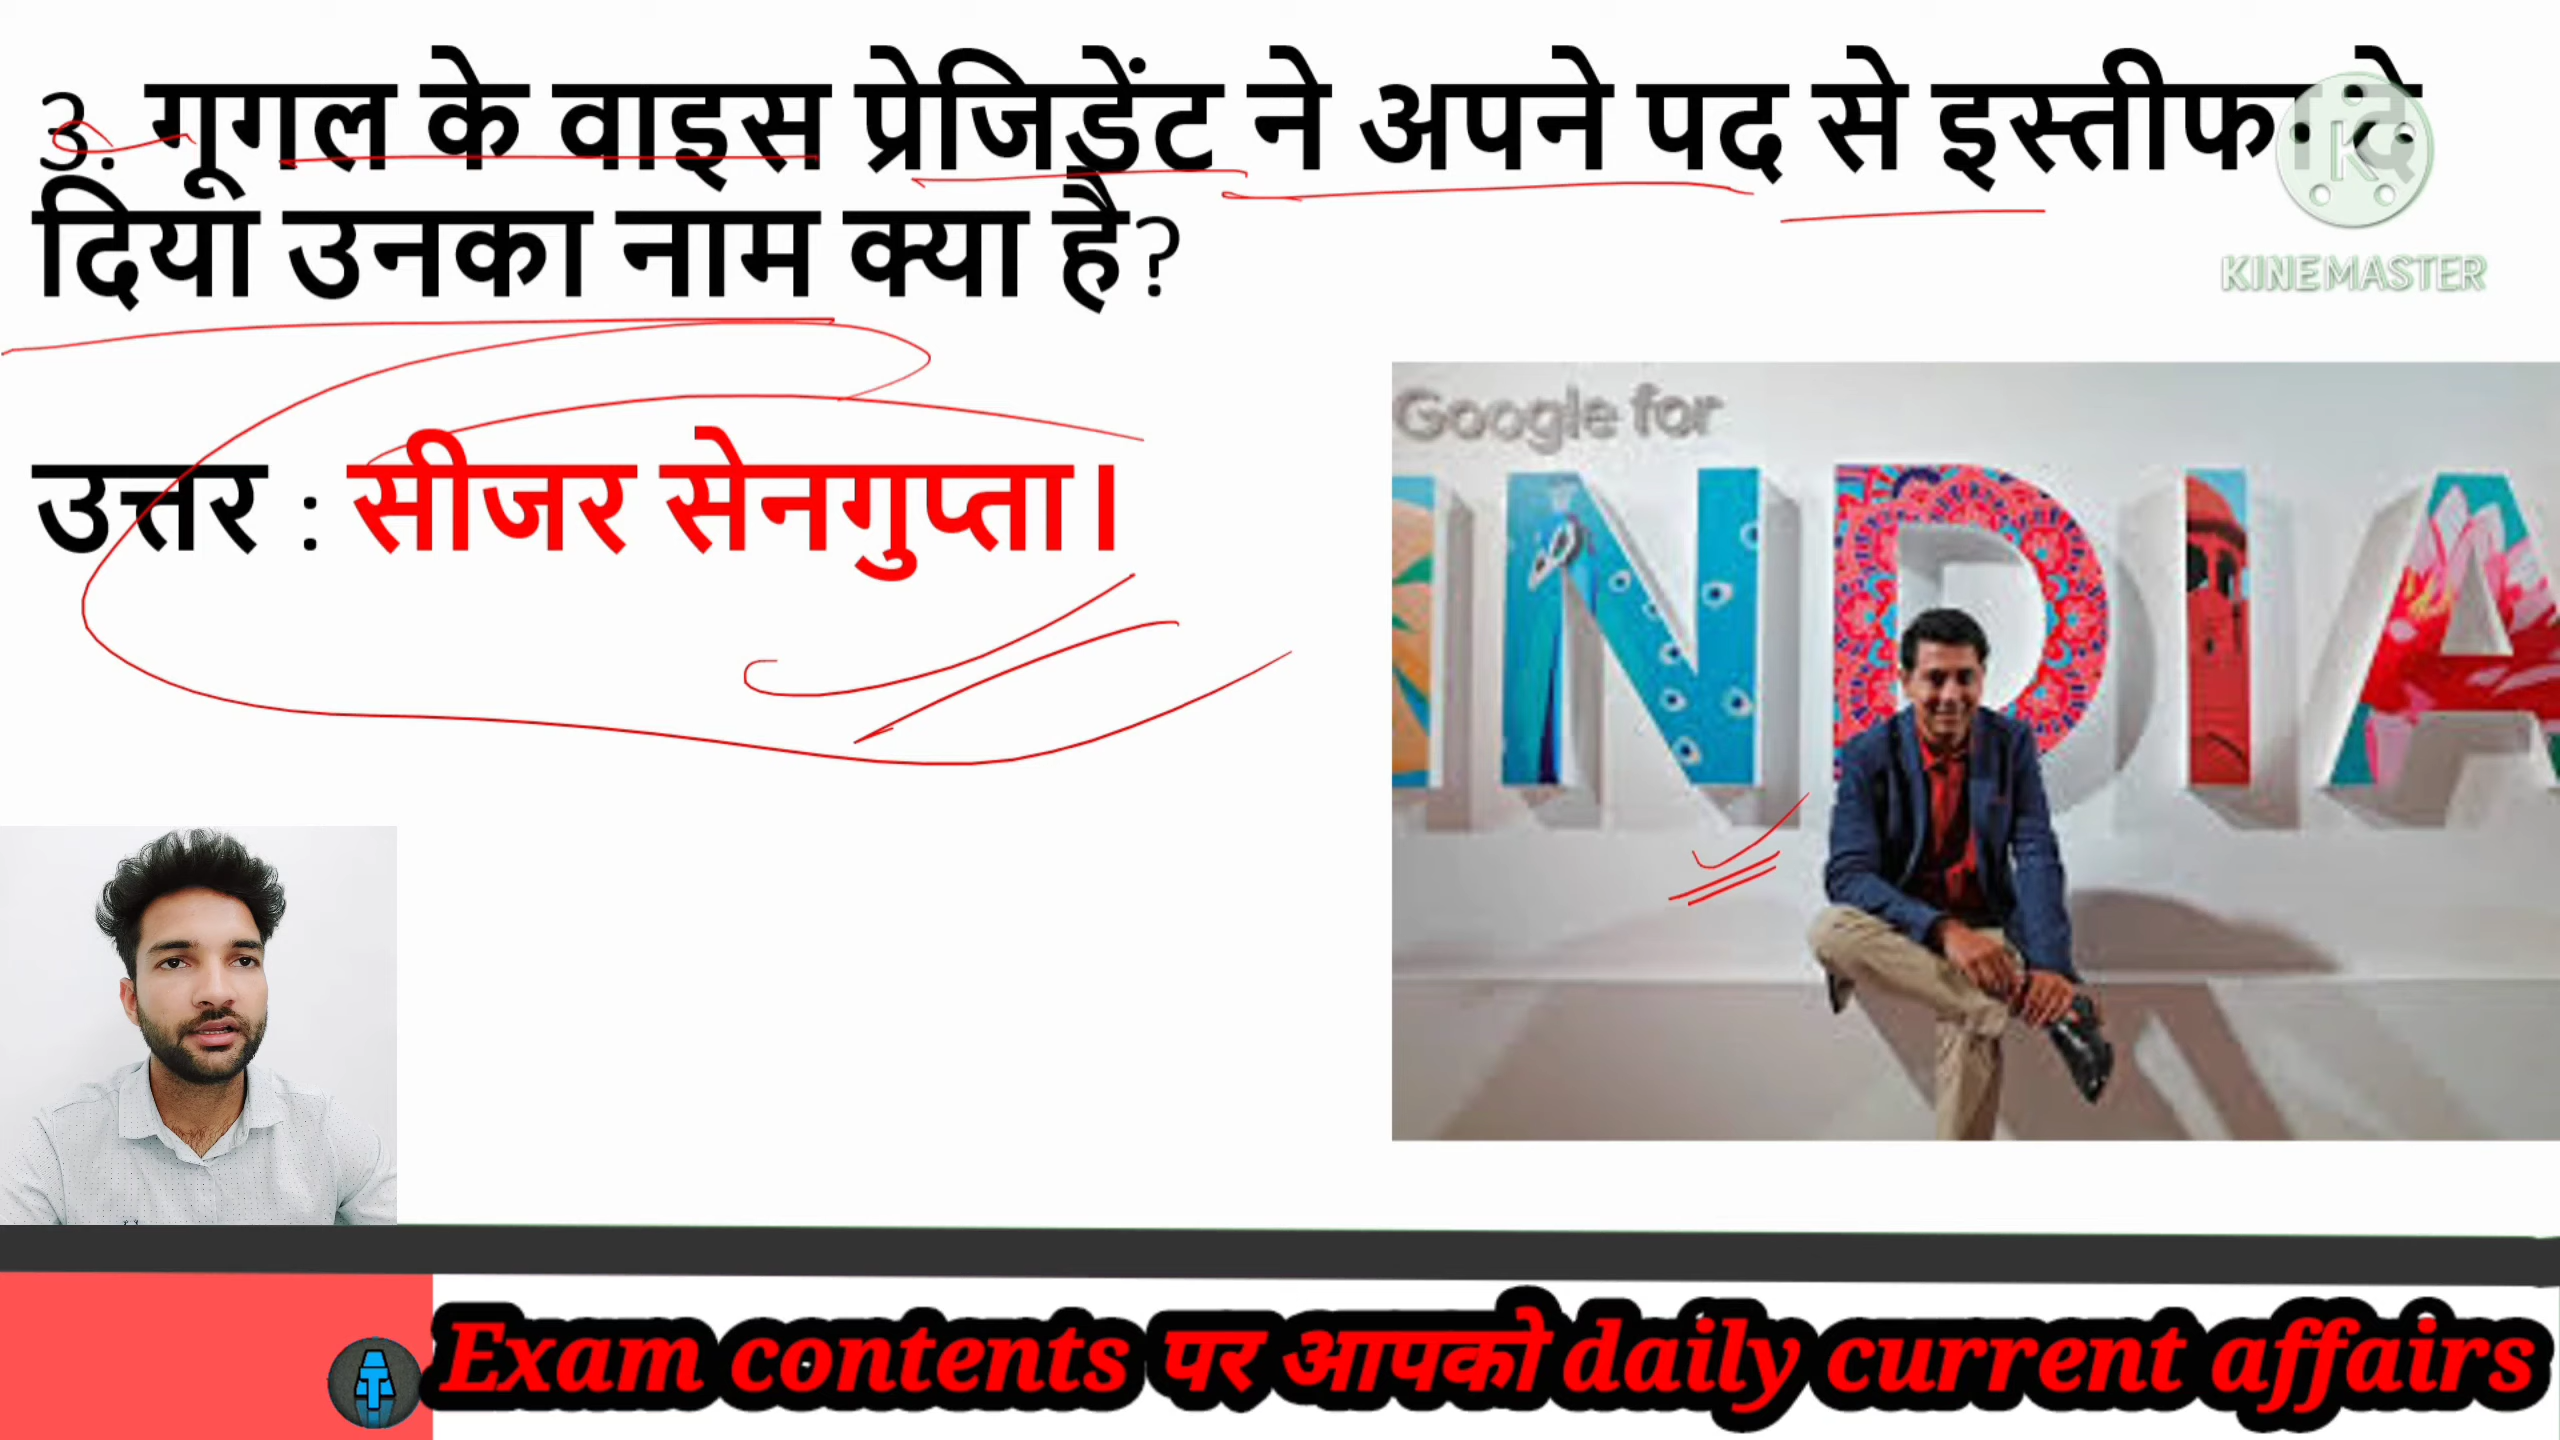 3. गूगल के वाइस प्रेजिडेंट ने अपने पद से इस्तीफा दे
दिया उनका नाम क्या है?
KINEMASTER
उत्तर : सीजर सेनगुप्ता।
Google for
INDIA
Exam contents पर आपको daily current affairs